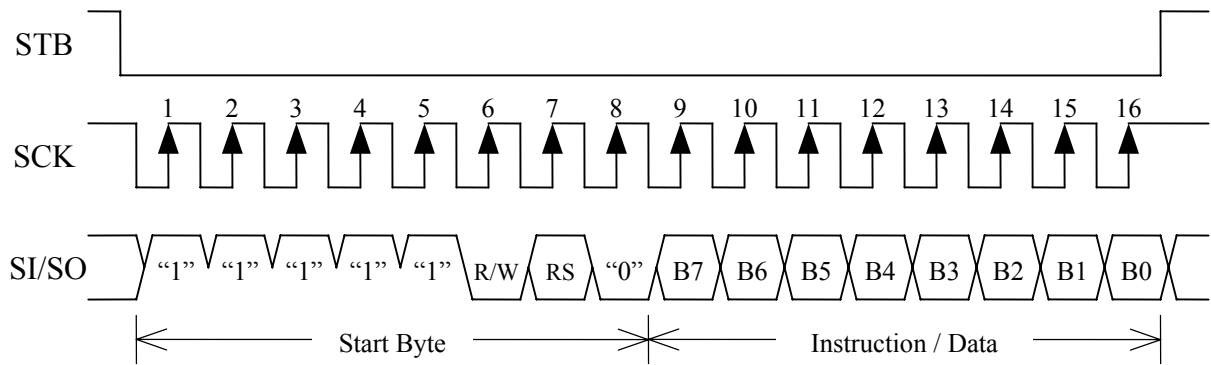 STB
1 2 3 4 5 6 7 8 9 10 11 12 13 14 15 16
SCK
SI/SO “1” “1” “1” “1” “1” R/W RS “0” B7 B6 B5 B4 B3 B2 B1 B0
Start Byte Instruction / Data